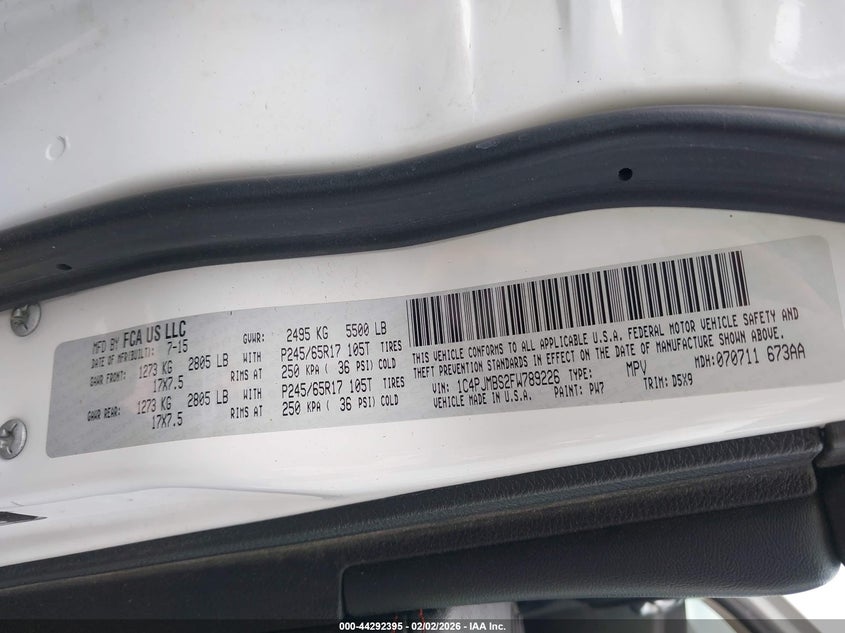 MFD BY FCA US LLC
DATE OF MFR(BUILT): 7-15 GVWR: 2495 KG 5500 LB
GAWR FRONT: 1273 KG 2805 LB WITH P245/65R17 105T TIRES
17X7.5 RIMS AT 250 KPA ( 36 PSI) COLD
GAWR REAR: 1273 KG 2805 LB WITH P245/65R17 105T TIRES
17X7.5 RIMS AT 250 KPA ( 36 PSI) COLD
THIS VEHICLE CONFORMS TO ALL APPLICABLE U.S.A. FEDERAL MOTOR VEHICLE SAFETY AND
THEFT PREVENTION STANDARDS IN EFFECT ON THE DATE OF MANUFACTURE SHOWN ABOVE.
VIN: 1C4PJMBS2FW789226 TYPE: MPV MDH: 070711 673AA
VEHICLE MADE IN U.S.A. PAINT: PW7 TRIM: D5X9
000-44292395 - 02/02/2026 - IAA Inc.